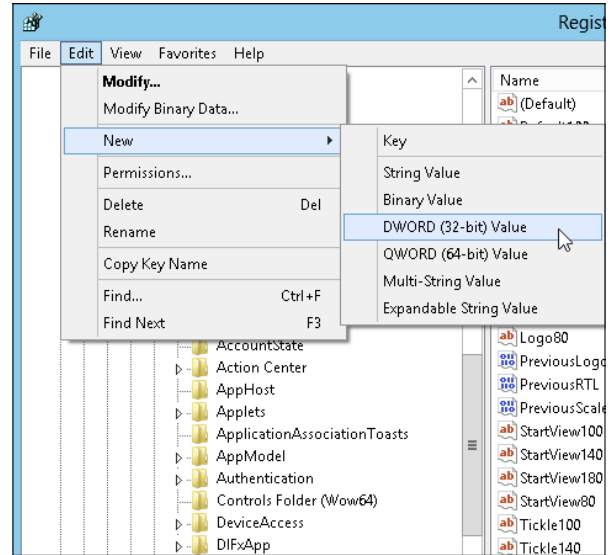 Regist
File Edit View Favorites Help
Modify...
Modify Binary Data...
New
Permissions...
Delete Del
Rename
Copy Key Name
Find... Ctrl+F
Find Next F3
Key
String Value
Binary Value
DWORD (32-bit) Value
QWORD (64-bit) Value
Multi-String Value
Expandable String Value
AccountState
Action Center
AppHost
Applets
ApplicationAssociationToasts
AppModel
Authentication
Controls Folder (Wow64)
DeviceAccess
DIFxApp
Name
(Default)
Logo80
PreviousLogo
PreviousRTL
PreviousScale
StartView100
StartView140
StartView180
StartView80
Tickle100
Tickle140